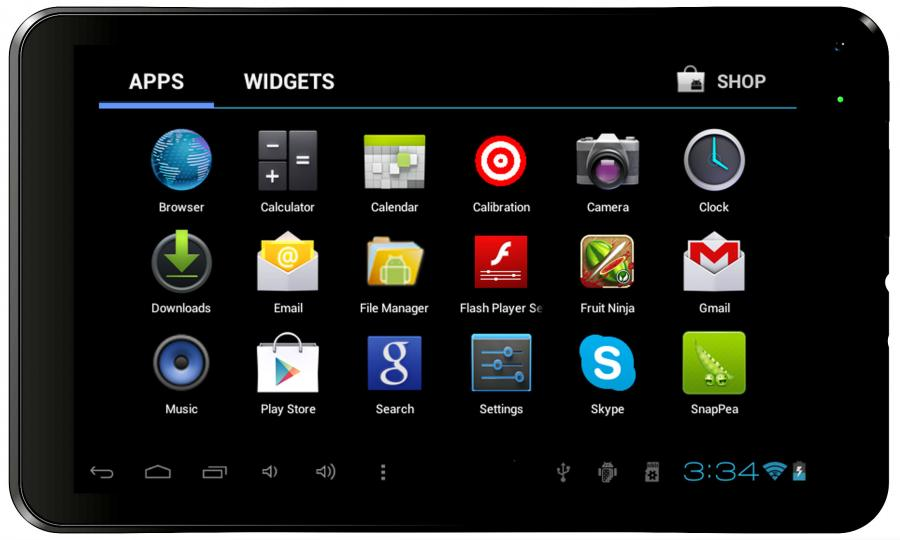 APPS WIDGETS SHOP
Browser Calculator Calendar Calibration Camera Clock
Downloads Email File Manager Flash Player Se Fruit Ninja Gmail
Music Play Store Search Settings Skype SnapPea
3:34